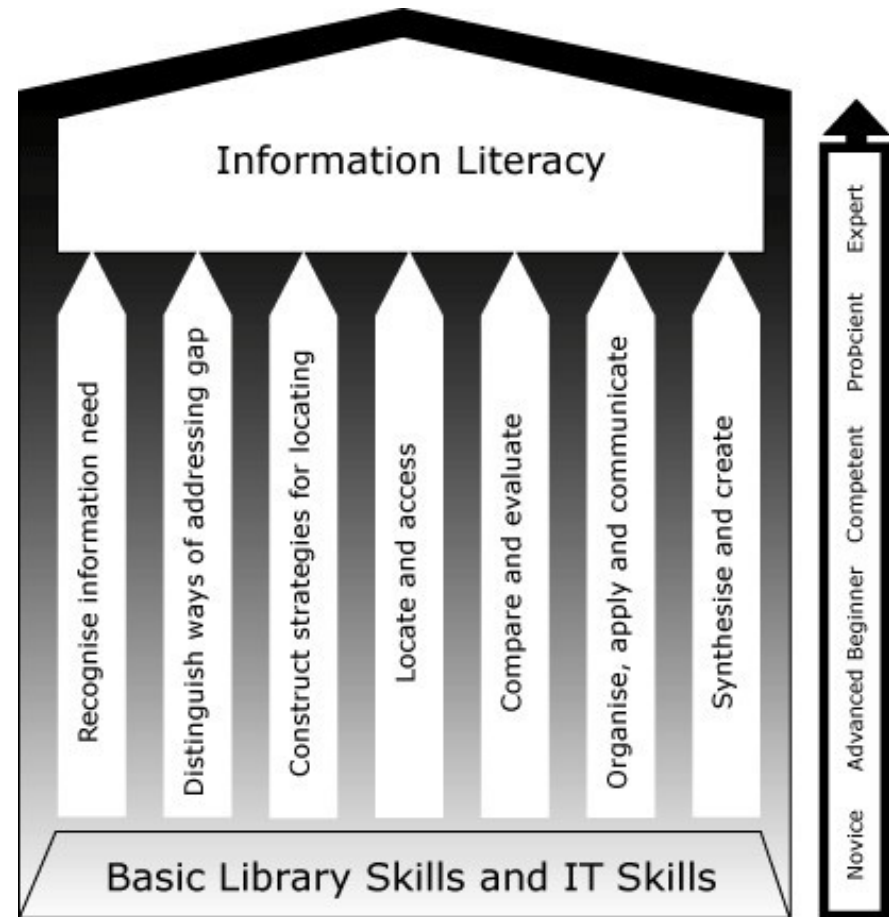 Information Literacy
Recognise information need
Distinguish ways of addressing gap
Construct strategies for locating
Locate and access
Compare and evaluate
Organise, apply and communicate
Synthesise and create
Basic Library Skills and IT Skills
Novice Advanced Beginner Competent ProÞcient Expert